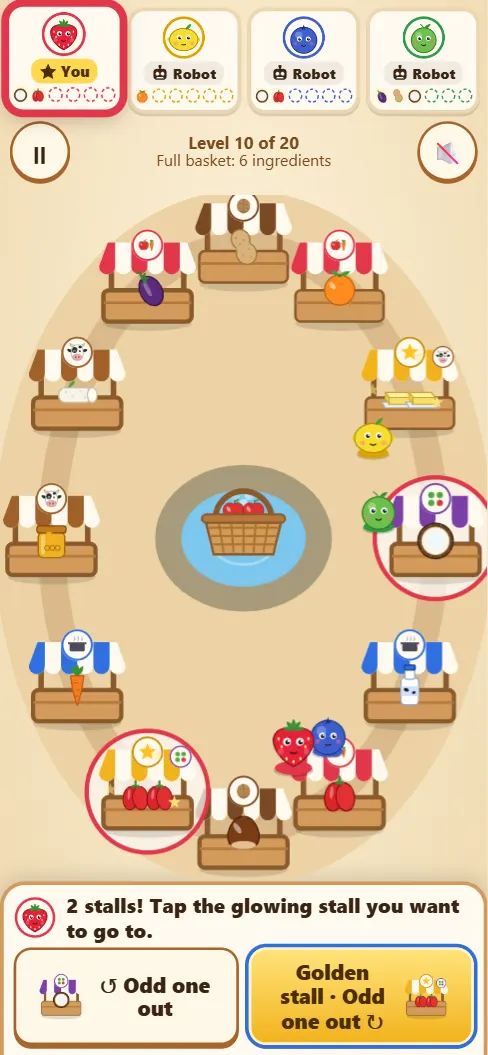 You
Robot
Robot
Robot
Level 10 of 20
Full basket: 6 ingredients
2 stalls! Tap the glowing stall you want
to go to.
↺ Odd one
out
Golden
stall · Odd
one out ↻